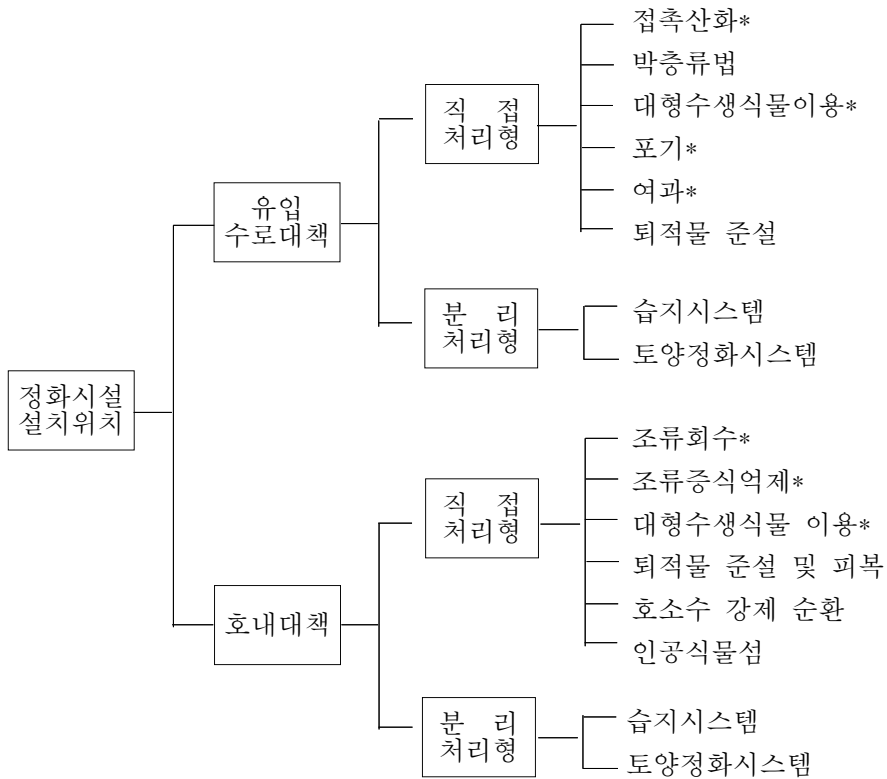 접촉산화*
박층류법
대형수생식물이용*
포기*
여과*
퇴적물 준설
직 접
처리형
유입
수로대책
분 리
처리형
습지시스템
토양정화시스템
정화시설
설치위치
조류회수*
조류증식억제*
대형수생식물 이용*
퇴적물 준설 및 피복
호소수 강제 순환
인공식물섬
직 접
처리형
호내대책
분 리
처리형
습지시스템
토양정화시스템